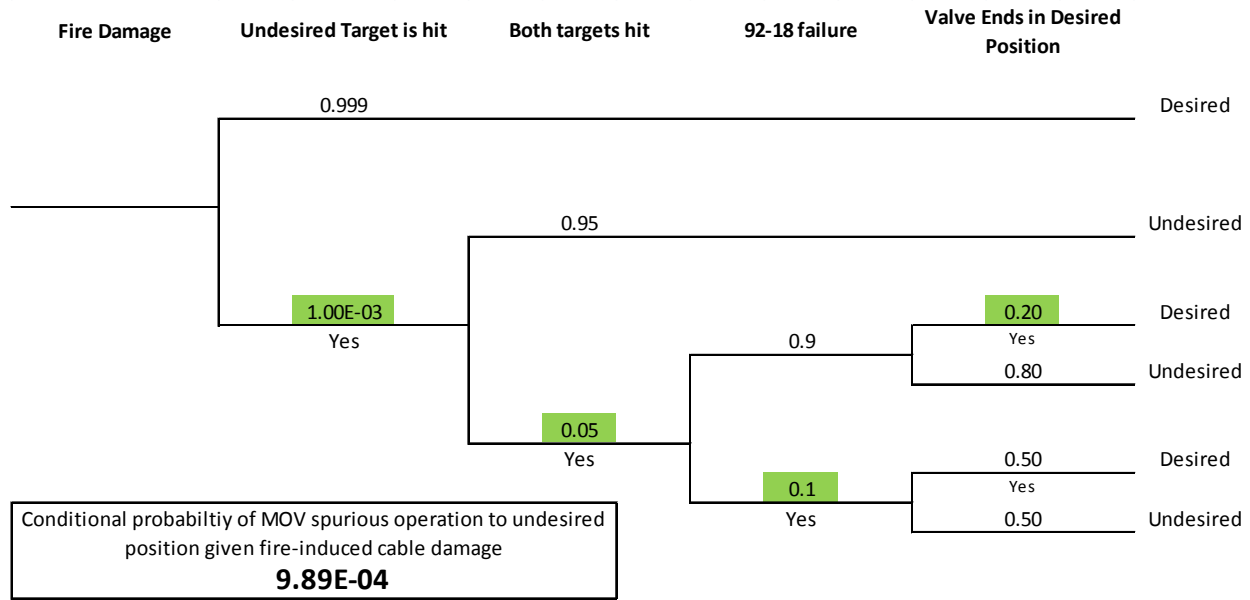 Fire Damage
Undesired Target is hit
Both targets hit
92-18 failure
Valve Ends in Desired
Position
0.999
Desired
0.95
Undesired
1.00E-03
Yes
0.20
Yes
Desired
0.9
0.80
Undesired
0.05
Yes
0.50
Yes
Desired
0.1
Yes
0.50
Undesired
Conditional probabiltiy of MOV spurious operation to undesired
position given fire-induced cable damage
9.89E-04